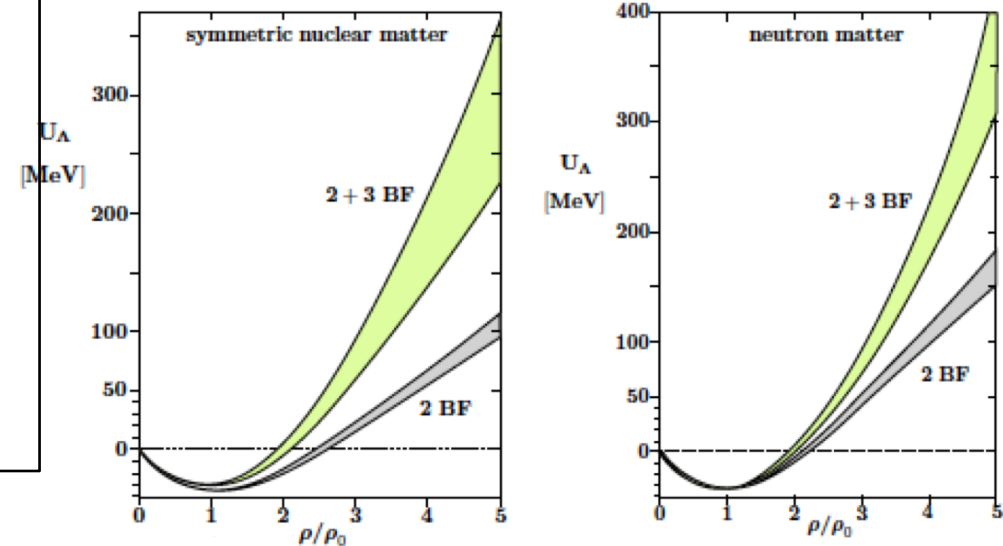 symmetric nuclear matter
300
U_Λ
[MeV]
2 + 3 BF
200
100
50
2 BF
0
0 1 2 3 4 5
ρ/ρ₀
400
neutron matter
300
U_Λ
[MeV]
2 + 3 BF
200
100
2 BF
50
0
0 1 2 3 4 5
ρ/ρ₀